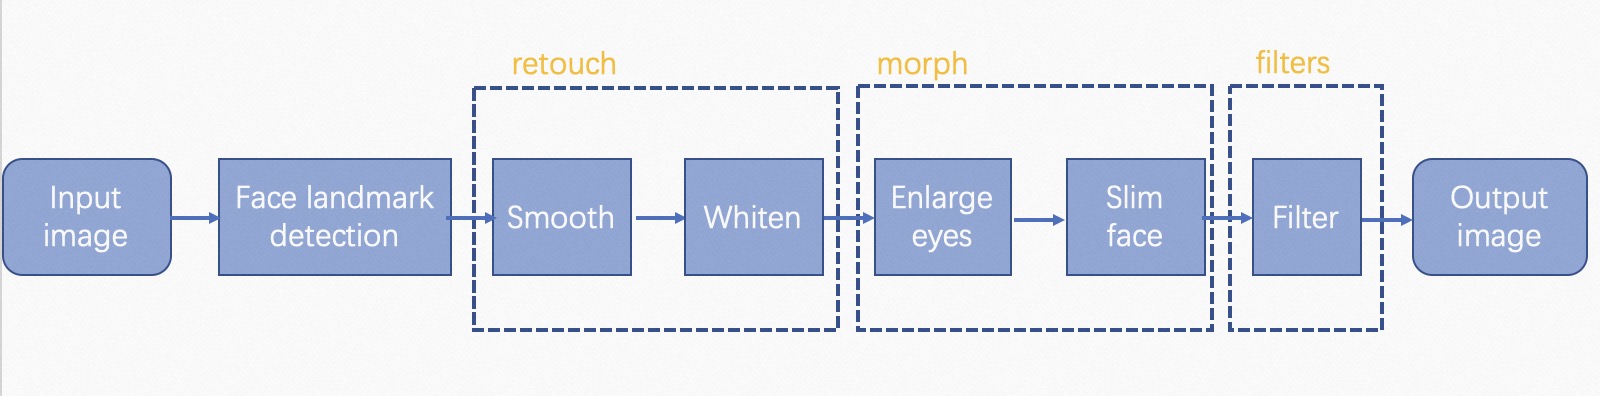 retouch
morph
filters
Input
image
Face landmark
detection
Smooth
Whiten
Enlarge
eyes
Slim
face
Filter
Output
image